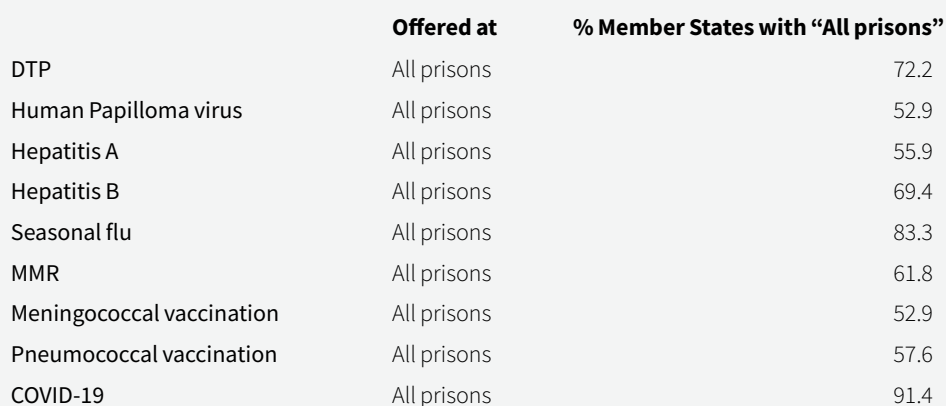 Offered at % Member States with “All prisons”
DTP All prisons 72.2
Human Papilloma virus All prisons 52.9
Hepatitis A All prisons 55.9
Hepatitis B All prisons 69.4
Seasonal flu All prisons 83.3
MMR All prisons 61.8
Meningococcal vaccination All prisons 52.9
Pneumococcal vaccination All prisons 57.6
COVID-19 All prisons 91.4